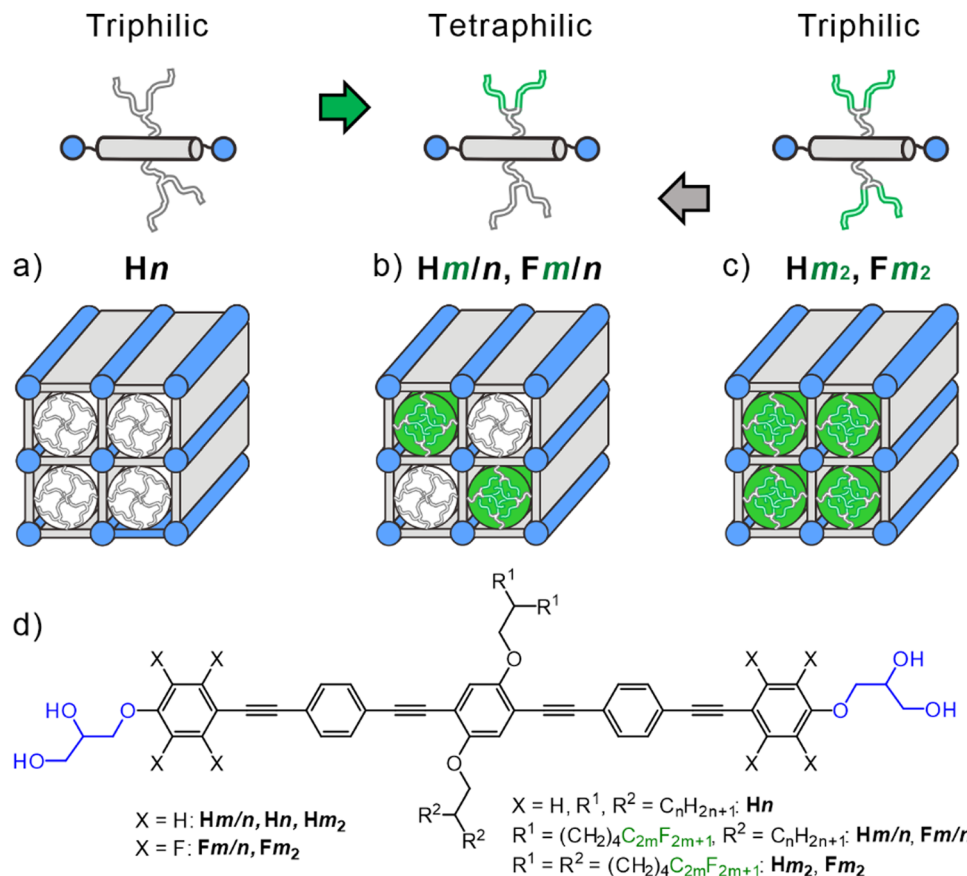 Triphilic Tetraphilic Triphilic
a) Hn b) Hm/n, Fm/n c) Hm₂, Fm₂
d)
R¹
R¹
X X O X X OH
OH O O OH
HO X X O X X
R²
R²
X = H: Hm/n, Hn, Hm₂
X = F: Fm/n, Fm₂
X = H, R¹, R² = CₙH₂ₙ₊₁: Hn
R¹ = (CH₂)₄C₂ₘF₂ₘ₊₁, R² = CₙH₂ₙ₊₁: Hm/n, Fm/n
R¹ = R² = (CH₂)₄C₂ₘF₂ₘ₊₁: Hm₂, Fm₂